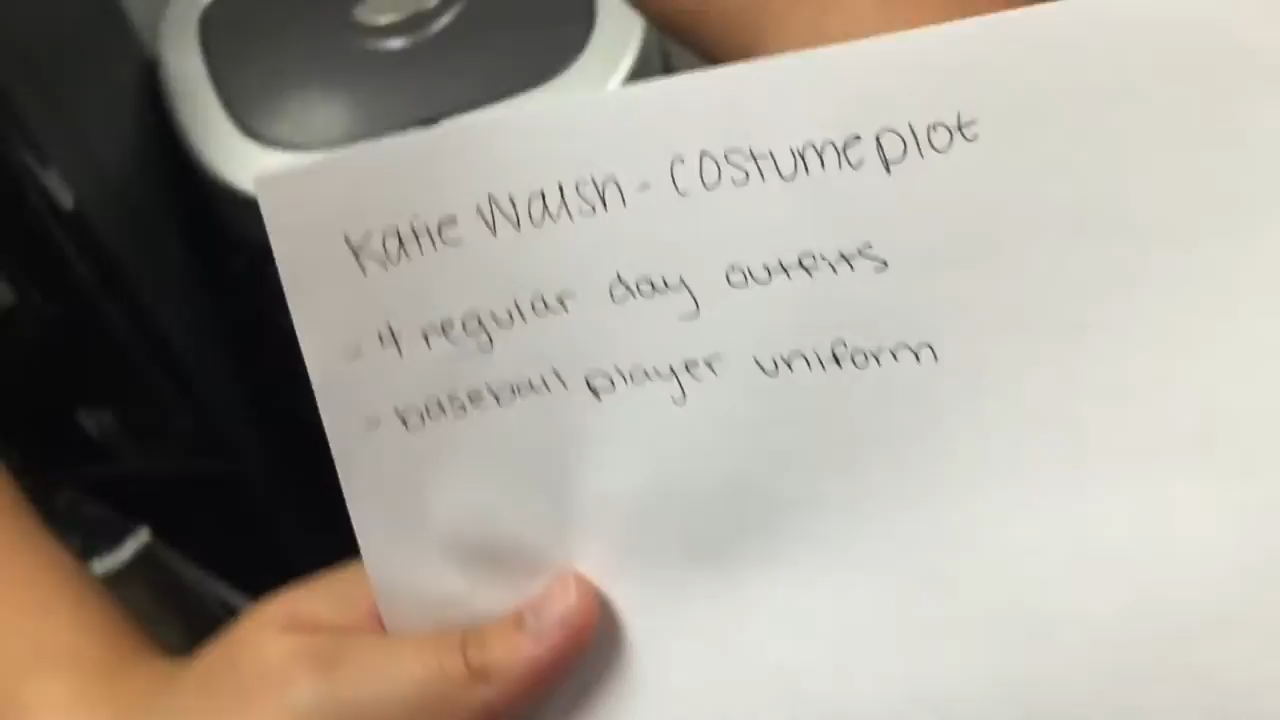 Katie Walsh - costume plot
- 4 regular day outfits
- baseball player uniform